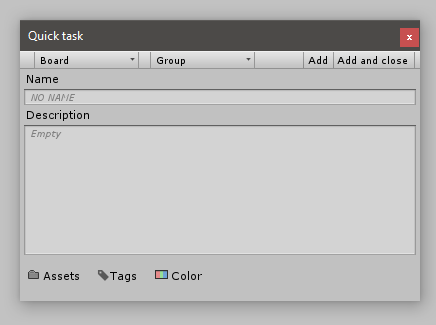 Quick task
x
Board Group Add Add and close
Name
NO NAME
Description
Empty
Assets Tags Color